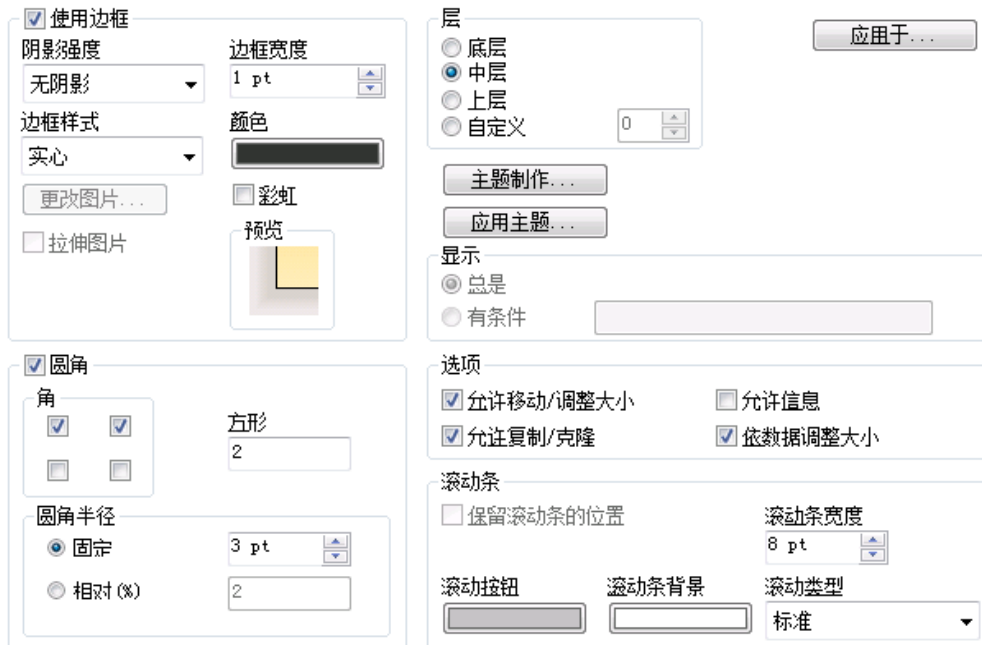 使用边框
阴影强度
边框宽度
无阴影
1 pt
边框样式
颜色
实心
更改图片...
彩虹
拉伸图片
预览
圆角
角
方形
2
圆角半径
固定
3 pt
相对(%)
2
层
底层
中层
上层
自定义
0
应用于...
主题制作...
应用主题...
显示
总是
有条件
选项
允许移动/调整大小
允许信息
允许复制/克隆
依数据调整大小
滚动条
保留滚动条的位置
滚动条宽度
8 pt
滚动按钮
滚动条背景
滚动类型
标准